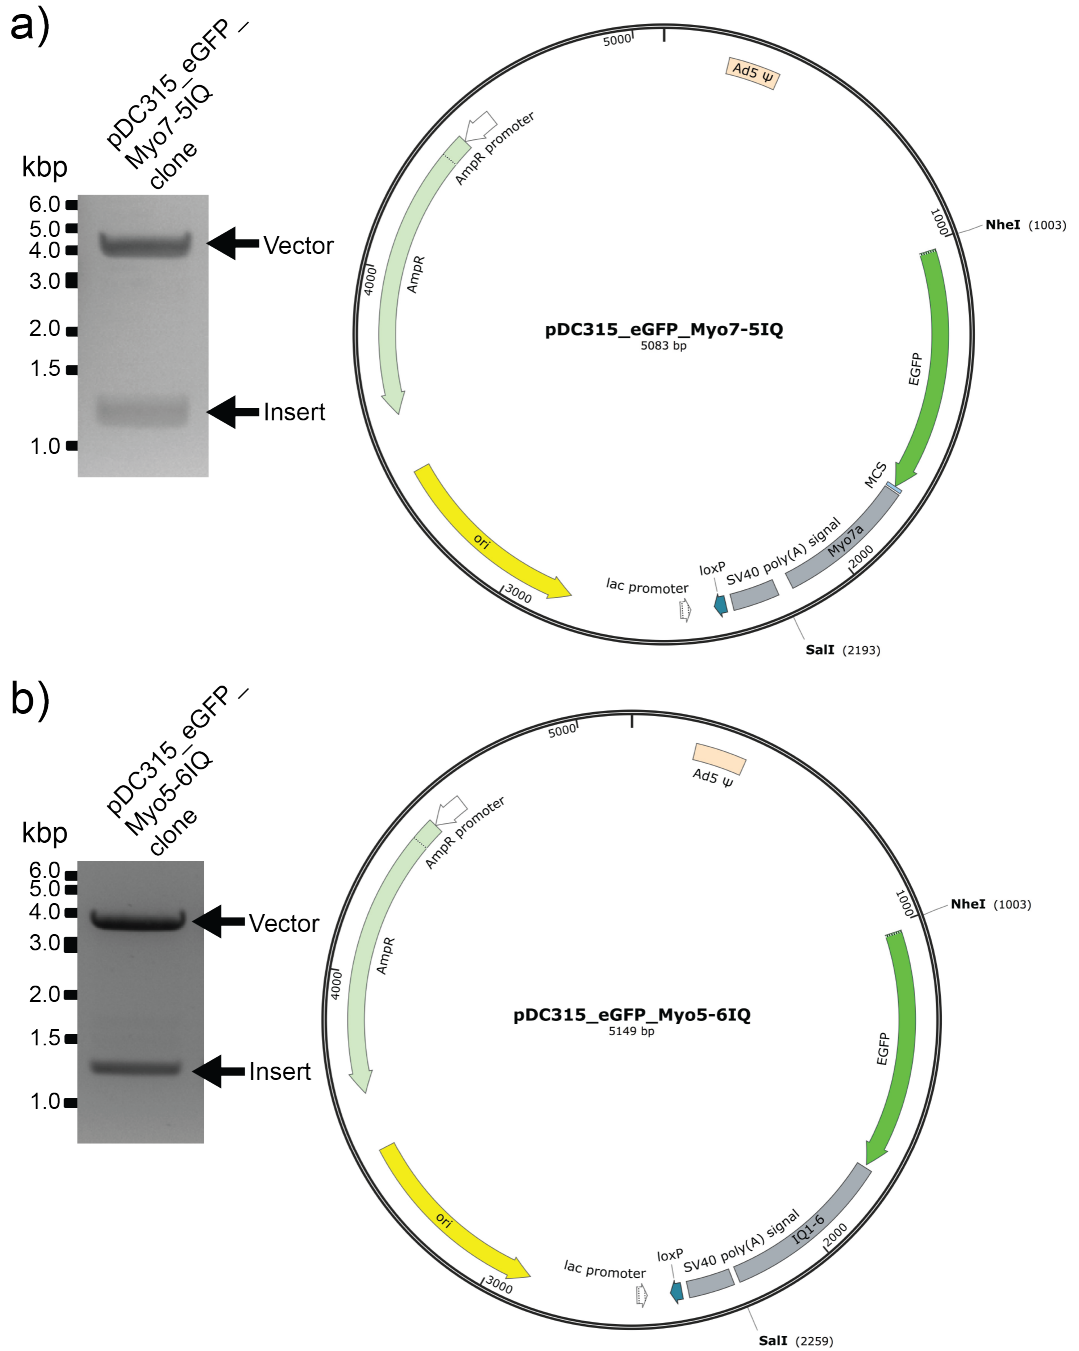 a)
pDC315_eGFP_
Myo7-5IQ
clone
kbp
6.0
5.0
4.0
3.0
2.0
1.5
1.0
Vector
Insert
5000
Ad5 Ψ
AmpR promoter
AmpR
4000
1000
NheI (1003)
pDC315_eGFP_Myo7-5IQ
5083 bp
EGFP
MCS
Myo7a
2000
SV40 poly(A) signal
loxP
lac promoter
ori
3000
SalI (2193)
b)
pDC315_eGFP_
Myo5-6IQ
clone
kbp
6.0
5.0
4.0
3.0
2.0
1.5
1.0
Vector
Insert
5000
Ad5 Ψ
AmpR promoter
AmpR
4000
1000
NheI (1003)
pDC315_eGFP_Myo5-6IQ
5149 bp
EGFP
IQ1-6
2000
SV40 poly(A) signal
loxP
lac promoter
ori
3000
SalI (2259)